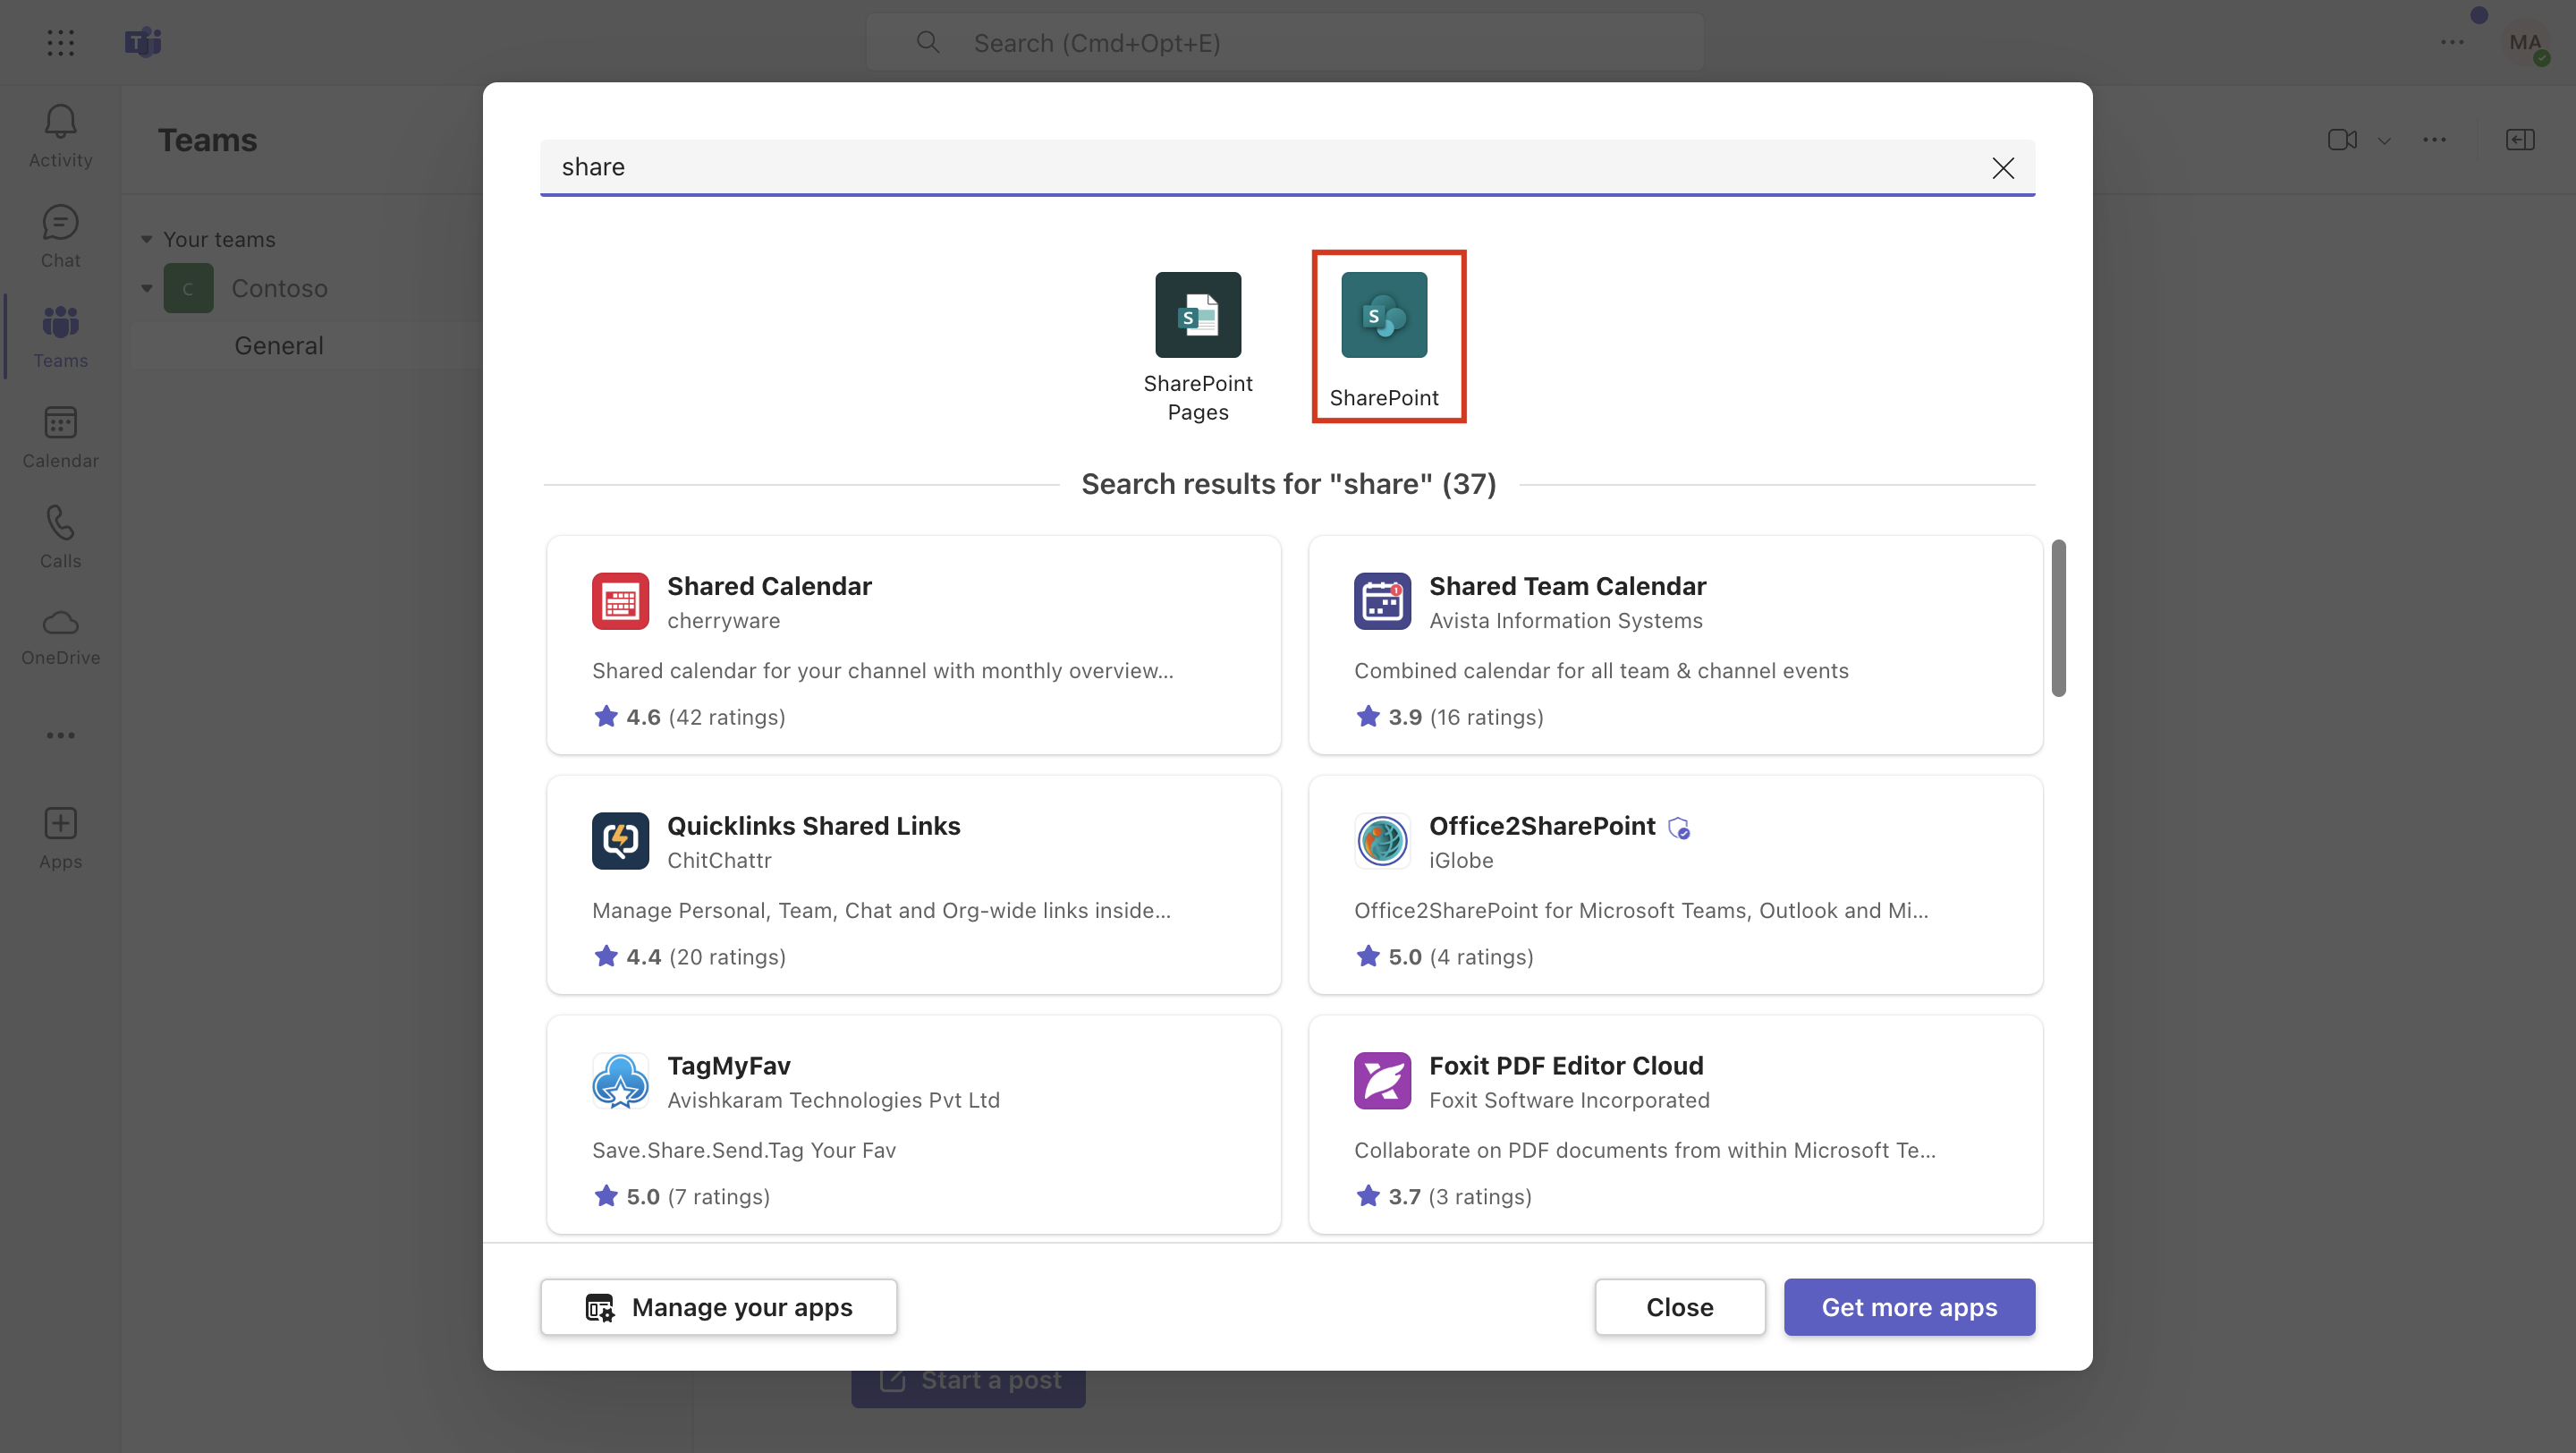 Search (Cmd+Opt+E)
MA
Activity
Chat
Teams
Calendar
Calls
OneDrive
Apps
Teams
Your teams
C
Contoso
General
share
S
SharePoint
Pages
S
SharePoint
Search results for "share" (37)
Shared Calendar
cherryware
Shared calendar for your channel with monthly overview...
4.6 (42 ratings)
Shared Team Calendar
Avista Information Systems
Combined calendar for all team & channel events
3.9 (16 ratings)
Quicklinks Shared Links
ChitChattr
Manage Personal, Team, Chat and Org-wide links inside...
4.4 (20 ratings)
Office2SharePoint
iGlobe
Office2SharePoint for Microsoft Teams, Outlook and Mi...
5.0 (4 ratings)
TagMyFav
Avishkaram Technologies Pvt Ltd
Save.Share.Send.Tag Your Fav
5.0 (7 ratings)
Foxit PDF Editor Cloud
Foxit Software Incorporated
Collaborate on PDF documents from within Microsoft Te...
3.7 (3 ratings)
Manage your apps
Close
Get more apps
Start a post